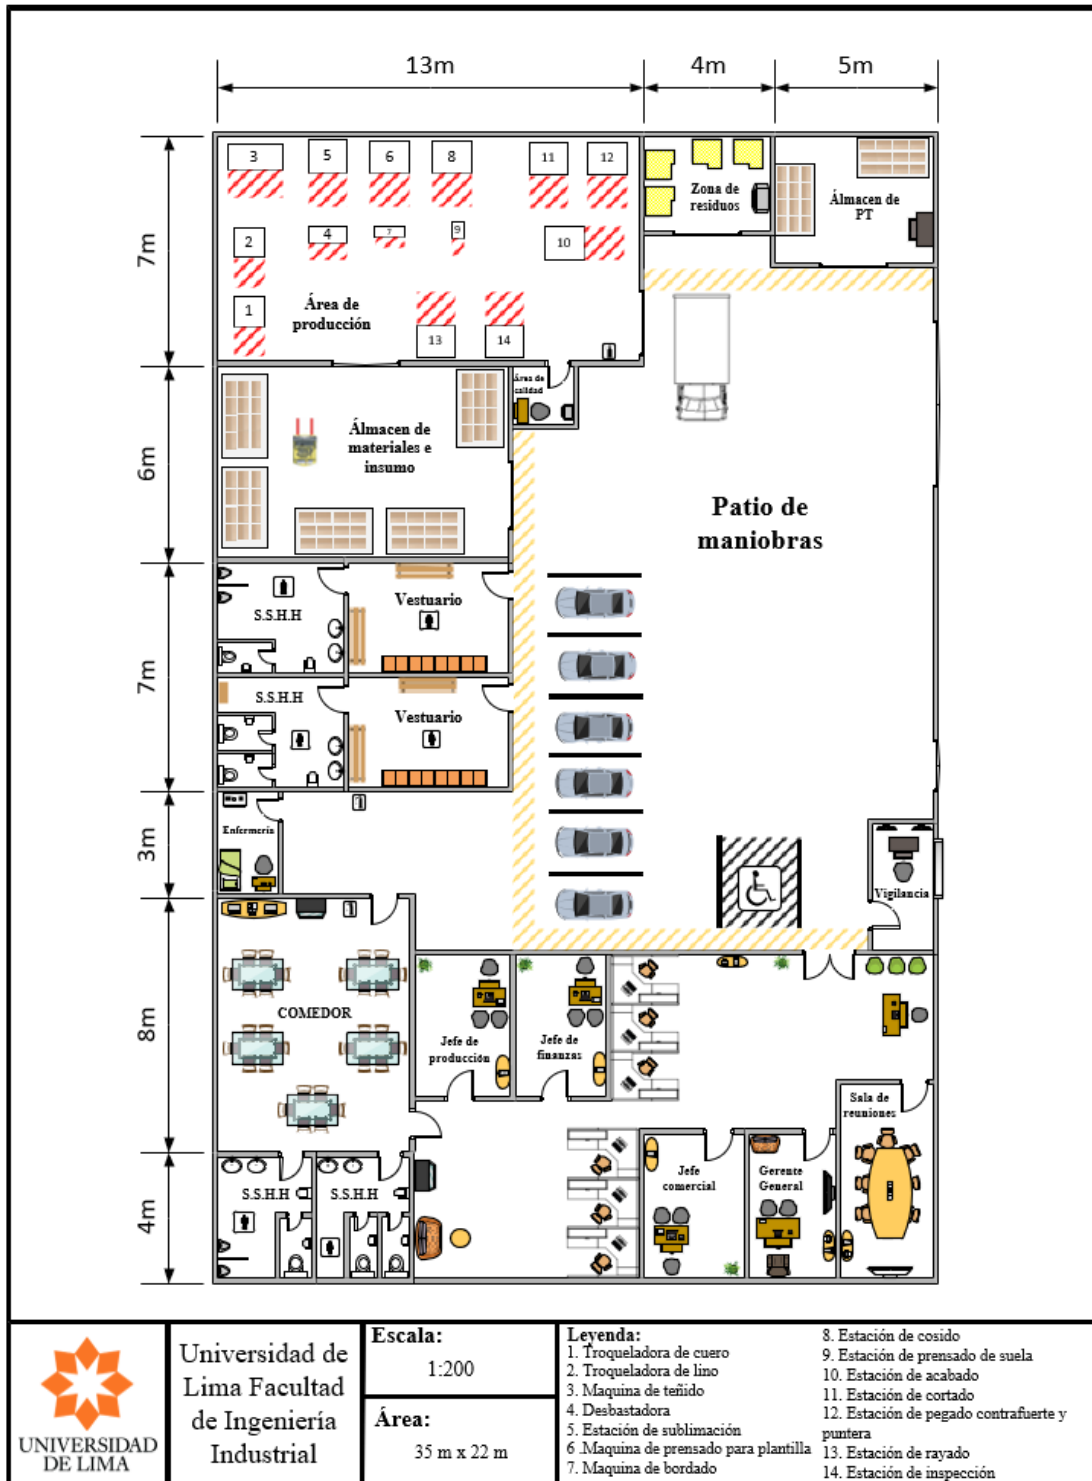 13m
4m
5m
7m
6m
7m
3m
8m
4m
3
5
6
8
11
12
2
4
7
9
10
1
13
14
Área de
producción
Zona de
residuos
Álmacen de
PT
Área de
calidad
Álmacen de
materiales e
insumo
Patio de
maniobras
S.S.H.H
Vestuario
S.S.H.H
Vestuario
Enfermería
Vigilancia
COMEDOR
Jefe de
producción
Jefe de
finanzas
Sala de
reuniones
S.S.H.H
S.S.H.H
Jefe
comercial
Gerente
General
UNIVERSIDAD
DE LIMA
Universidad de
Lima Facultad
de Ingeniería
Industrial
Escala:
1:200
Área:
35 m x 22 m
Leyenda:
1. Troqueladora de cuero
2. Troqueladora de lino
3. Maquina de teñido
4. Desbastadora
5. Estación de sublimación
6 .Maquina de prensado para plantilla
7. Maquina de bordado
8. Estación de cosido
9. Estación de prensado de suela
10. Estación de acabado
11. Estación de cortado
12. Estación de pegado contrafuerte y
puntera
13. Estación de rayado
14. Estación de inspección